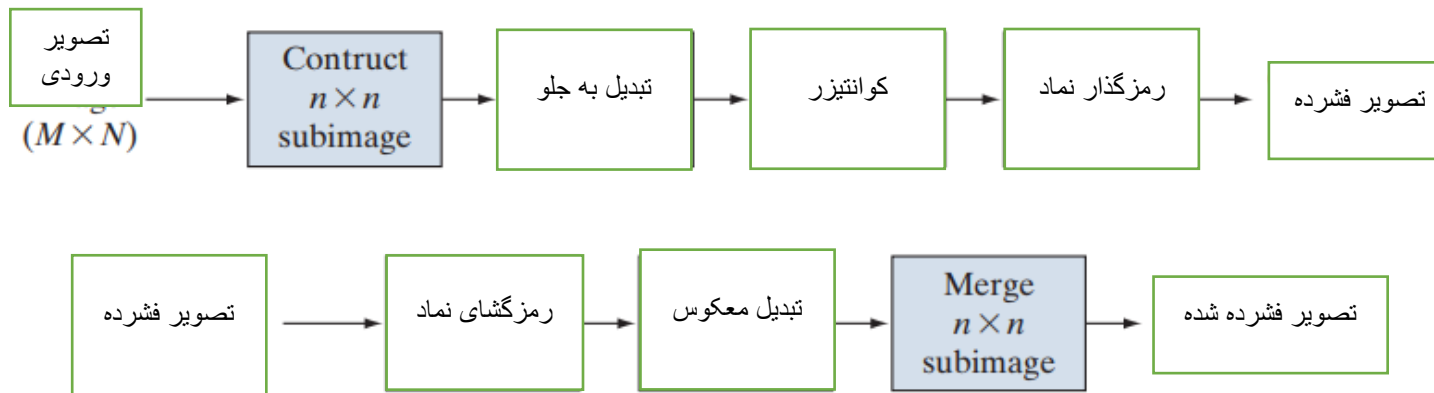 تصویر
ورودی
(M × N)
Contruct
n × n
subimage
تبدیل به جلو
کوانتیزر
رمزگذار نماد
تصویر فشرده
تصویر فشرده
رمزگشای نماد
تبدیل معکوس
Merge
n × n
subimage
تصویر فشرده شده